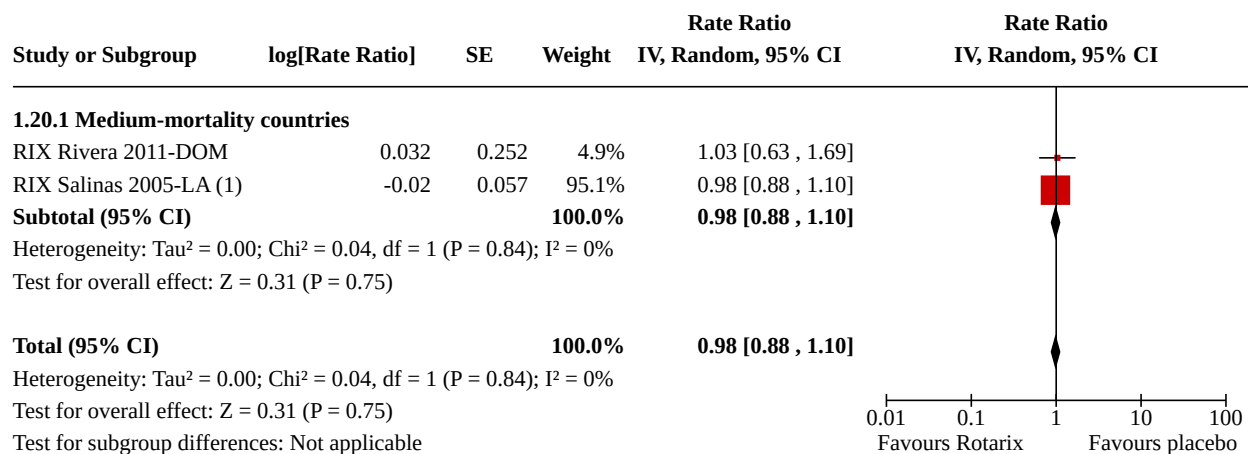 Rate Ratio Rate Ratio
Study or Subgroup log[Rate Ratio] SE Weight IV, Random, 95% CI IV, Random, 95% CI
1.20.1 Medium-mortality countries
RIX Rivera 2011-DOM 0.032 0.252 4.9% 1.03 [0.63 , 1.69]
RIX Salinas 2005-LA (1) -0.02 0.057 95.1% 0.98 [0.88 , 1.10]
Subtotal (95% CI) 100.0% 0.98 [0.88 , 1.10]
Heterogeneity: Tau² = 0.00; Chi² = 0.04, df = 1 (P = 0.84); I² = 0%
Test for overall effect: Z = 0.31 (P = 0.75)
Total (95% CI) 100.0% 0.98 [0.88 , 1.10]
Heterogeneity: Tau² = 0.00; Chi² = 0.04, df = 1 (P = 0.84); I² = 0%
Test for overall effect: Z = 0.31 (P = 0.75)
Test for subgroup differences: Not applicable
0.01 0.1 1 10 100
Favours Rotarix Favours placebo